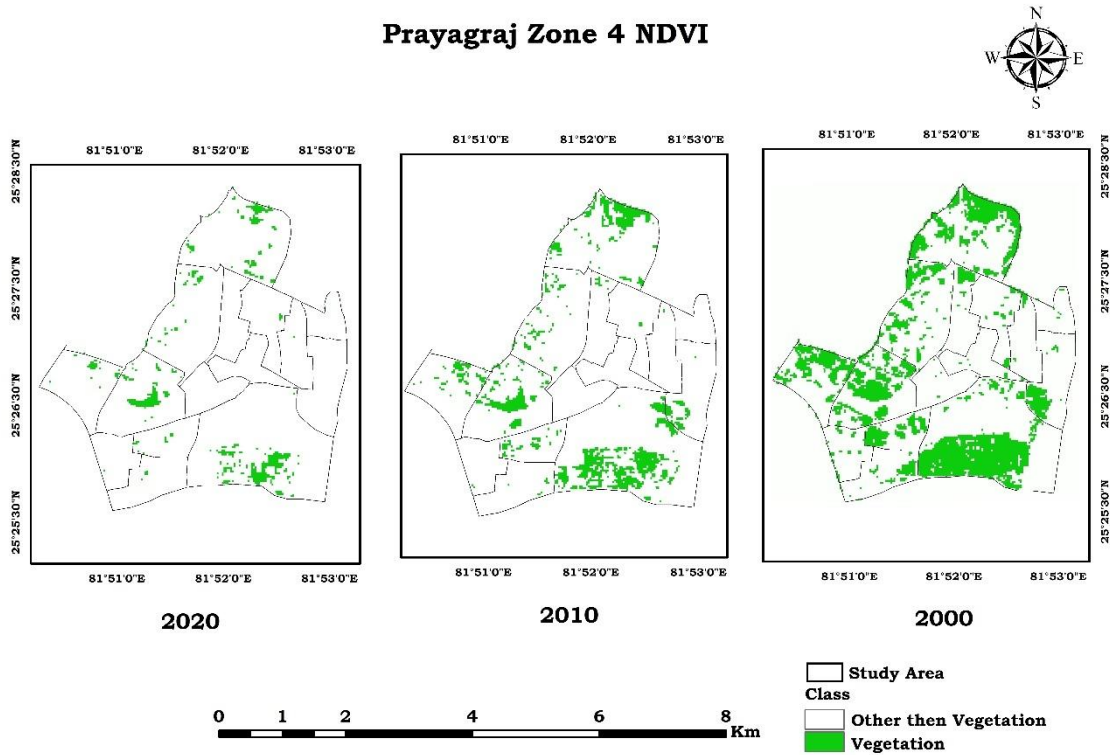 Prayagraj Zone 4 NDVI
N
W E
S
81°51'0"E 81°52'0"E 81°53'0"E
81°51'0"E 81°52'0"E 81°53'0"E
81°51'0"E 81°52'0"E 81°53'0"E
25°28'30"N
25°27'30"N
25°26'30"N
25°25'30"N
25°28'30"N
25°27'30"N
25°26'30"N
25°25'30"N
81°51'0"E 81°52'0"E 81°53'0"E
81°51'0"E 81°52'0"E 81°53'0"E
81°51'0"E 81°52'0"E 81°53'0"E
2020
2010
2000
0 1 2 4 6 8
Km
Study Area
Class
Other then Vegetation
Vegetation